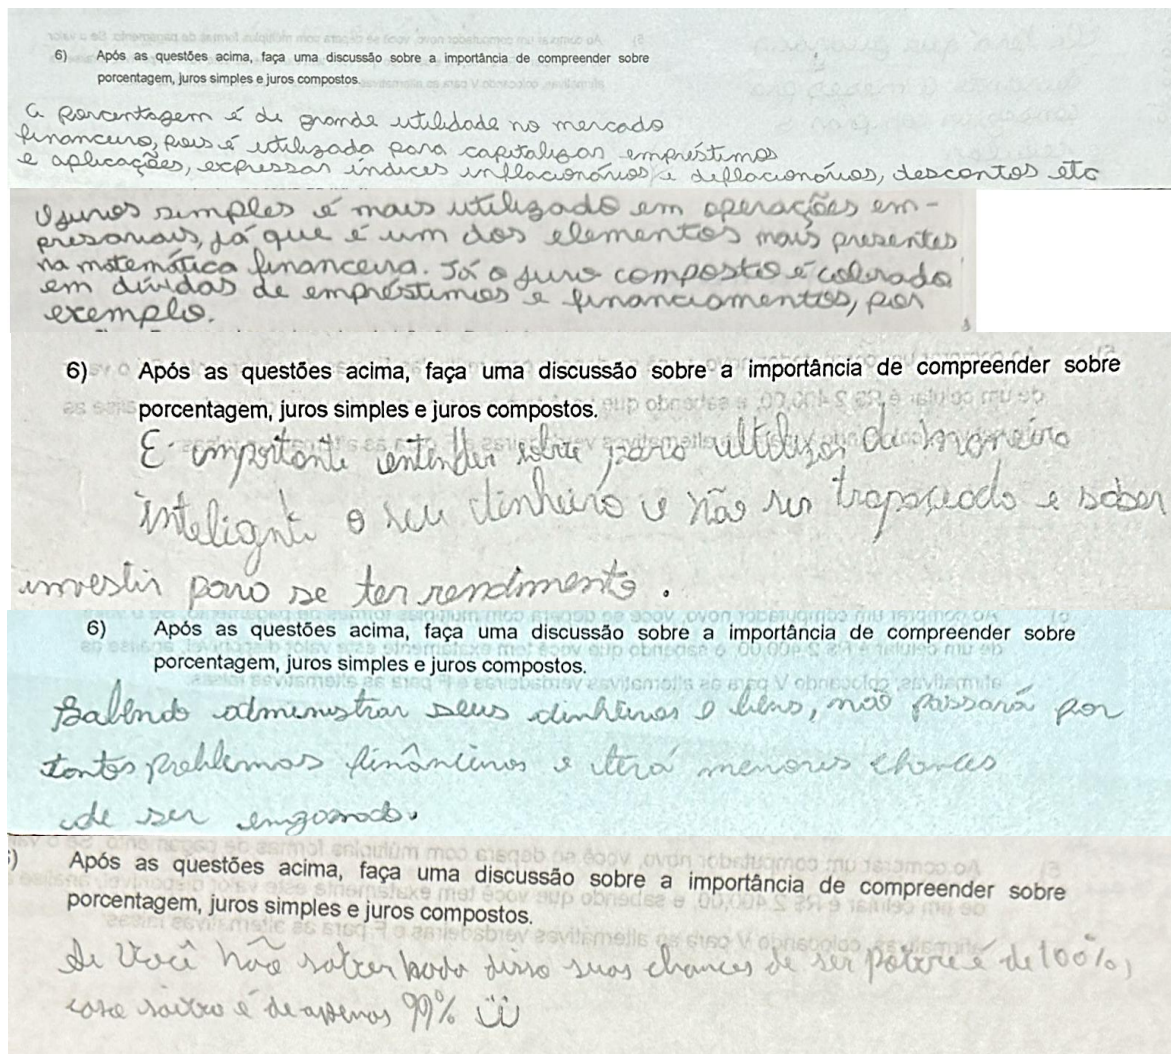 6) Após as questões acima, faça uma discussão sobre a importância de compreender sobre
porcentagem, juros simples e juros compostos.
A porcentagem é de grande utilidade no mercado
financeiro, pois é utilizada para capitalizar empréstimos
e aplicações, expressar índices inflacionários e deflacionários, descontos etc
O juros simples é mais utilizado em operações em-
presariais, já que é um dos elementos mais presentes
na matemática financeira. Já o juro composto é cobrado
em dívidas de empréstimos e financiamentos, por
exemplo.
6) Após as questões acima, faça uma discussão sobre a importância de compreender sobre
porcentagem, juros simples e juros compostos.
É importante entender sobre para ultilizar de maneira
inteligente o seu dinheiro e não ser trapaceado e saber
investir para se ter rendimento.
6) Após as questões acima, faça uma discussão sobre a importância de compreender sobre
porcentagem, juros simples e juros compostos.
Sabendo administrar seus dinheiros e bens, não passará por
tantos problemas finânceiros e terá menores chances
de ser enganado.
) Após as questões acima, faça uma discussão sobre a importância de compreender sobre
porcentagem, juros simples e juros compostos.
Se você não saber nada disso suas chances de ser pobre é de 100%,
caso saiba é de apenas 99%